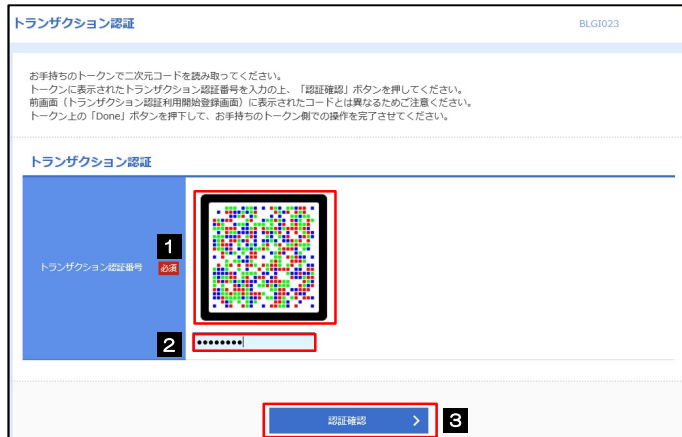 トランザクション認証
BLGI023
お手持ちのトークンで二次元コードを読み取ってください。
トークンに表示されたトランザクション認証番号を入力の上、「認証確認」ボタンを押してください。
前画面（トランザクション認証利用開始登録画面）に表示されたコードとは異なるためご注意ください。
トークン上の「Done」ボタンを押下して、お手持ちのトークン側での操作を完了させてください。
トランザクション認証
1
トランザクション認証番号 必須
2 ●●●●●●●●
認証確認 > 3